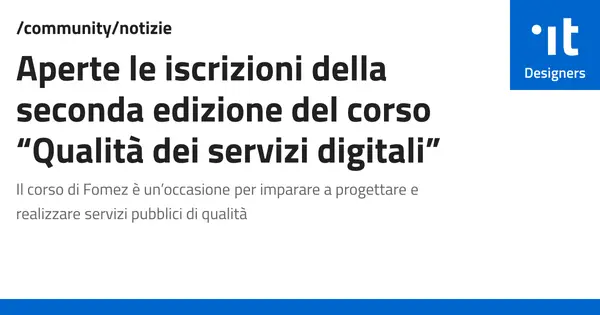 /community/notizie
Aperte le iscrizioni della
seconda edizione del corso
“Qualità dei servizi digitali”
Il corso di Fomez è un’occasione per imparare a progettare e
realizzare servizi pubblici di qualità
it
Designers